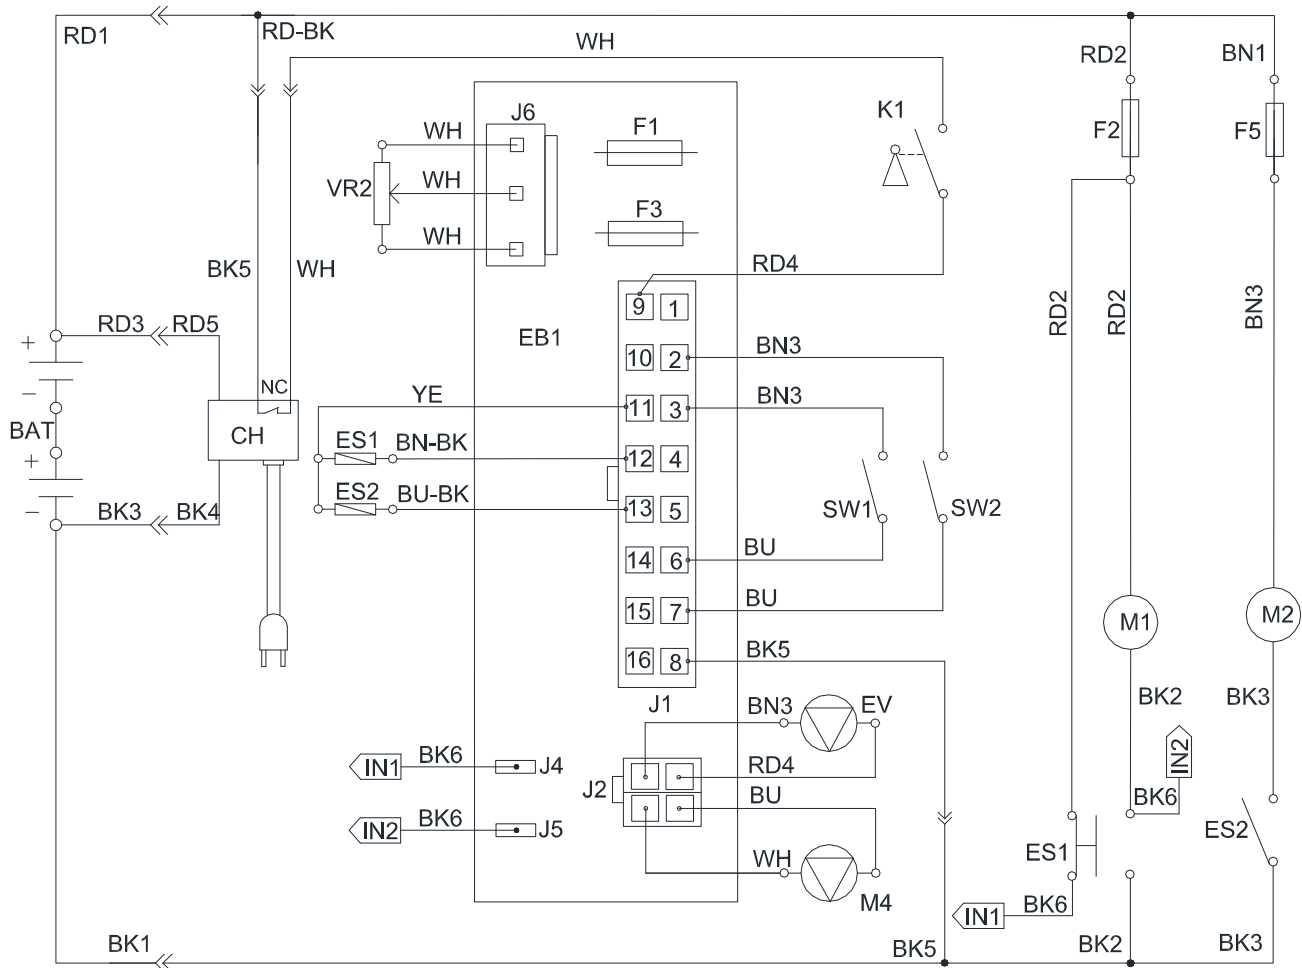 RD1
RD-BK
WH
RD2
BN1
J6
F1
K1
F2
F5
WH
VR2
WH
F3
WH
BK5
WH
RD4
RD2
RD2
BN3
9 1
RD3
RD5
+
EB1
10 2
BN3
−
NC
YE
11 3
BN3
BAT
CH
ES1
BN-BK
12 4
+
ES2
BU-BK
13 5
SW1
SW2
−
BK3
BK4
14 6
BU
15 7
BU
M1
M2
16 8
BK5
J1
BN3
EV
BK2
BK3
IN2
IN1
BK6
J4
RD4
J2
BU
BK6
IN2
BK6
J5
ES1
ES2
WH
M4
IN1
BK6
BK1
BK5
BK2
BK3